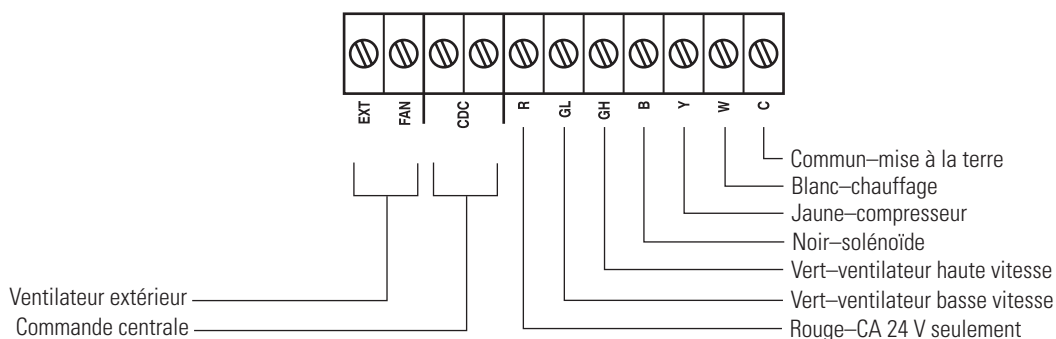 EXT FAN CDC R GL GH B Y W C
Commun–mise à la terre
Blanc–chauffage
Jaune–compresseur
Noir–solénoïde
Vert–ventilateur haute vitesse
Ventilateur extérieur
Vert–ventilateur basse vitesse
Commande centrale
Rouge–CA 24 V seulement